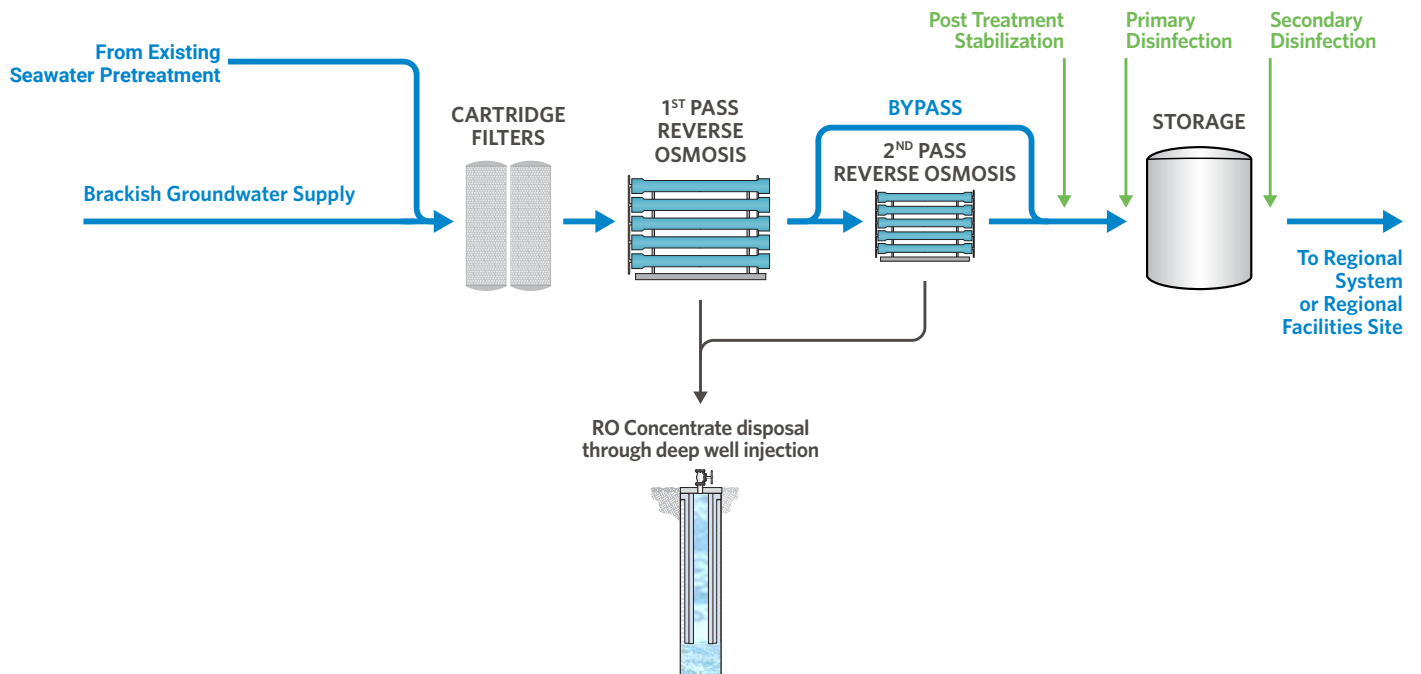 Post Treatment
Stabilization
Primary
Disinfection
Secondary
Disinfection
From Existing
Seawater Pretreatment
CARTRIDGE
FILTERS
1ST PASS
REVERSE
OSMOSIS
BYPASS
2ND PASS
REVERSE OSMOSIS
STORAGE
Brackish Groundwater Supply
To Regional
System
or Regional
Facilities Site
RO Concentrate disposal
through deep well injection